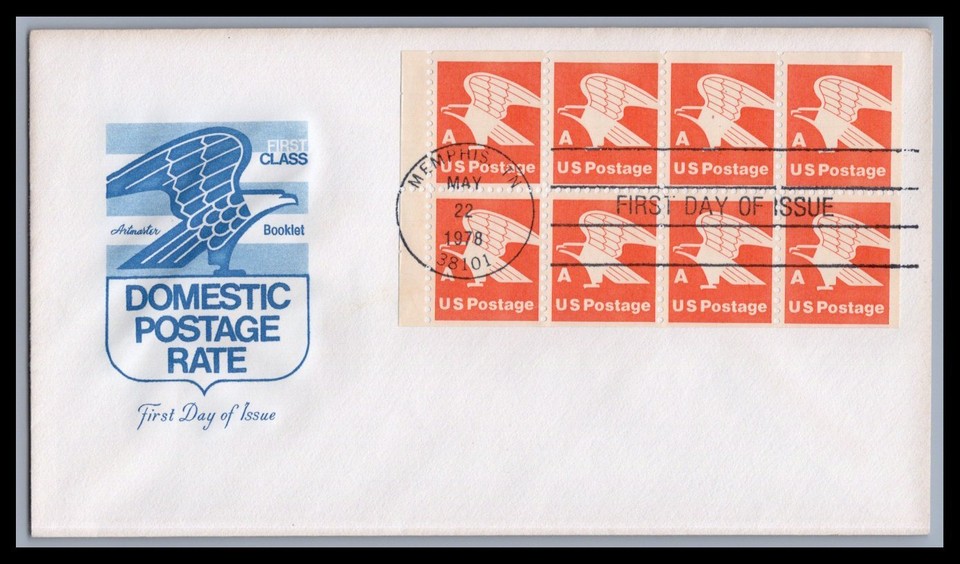 FIRST
CLASS
Artmaster Booklet
DOMESTIC
POSTAGE
RATE
First Day of Issue
A A A A
US Postage US Postage US Postage US Postage
MEMPHIS TN
MAY
22
1978
38101
FIRST DAY OF ISSUE
A A A A
US Postage US Postage US Postage US Postage